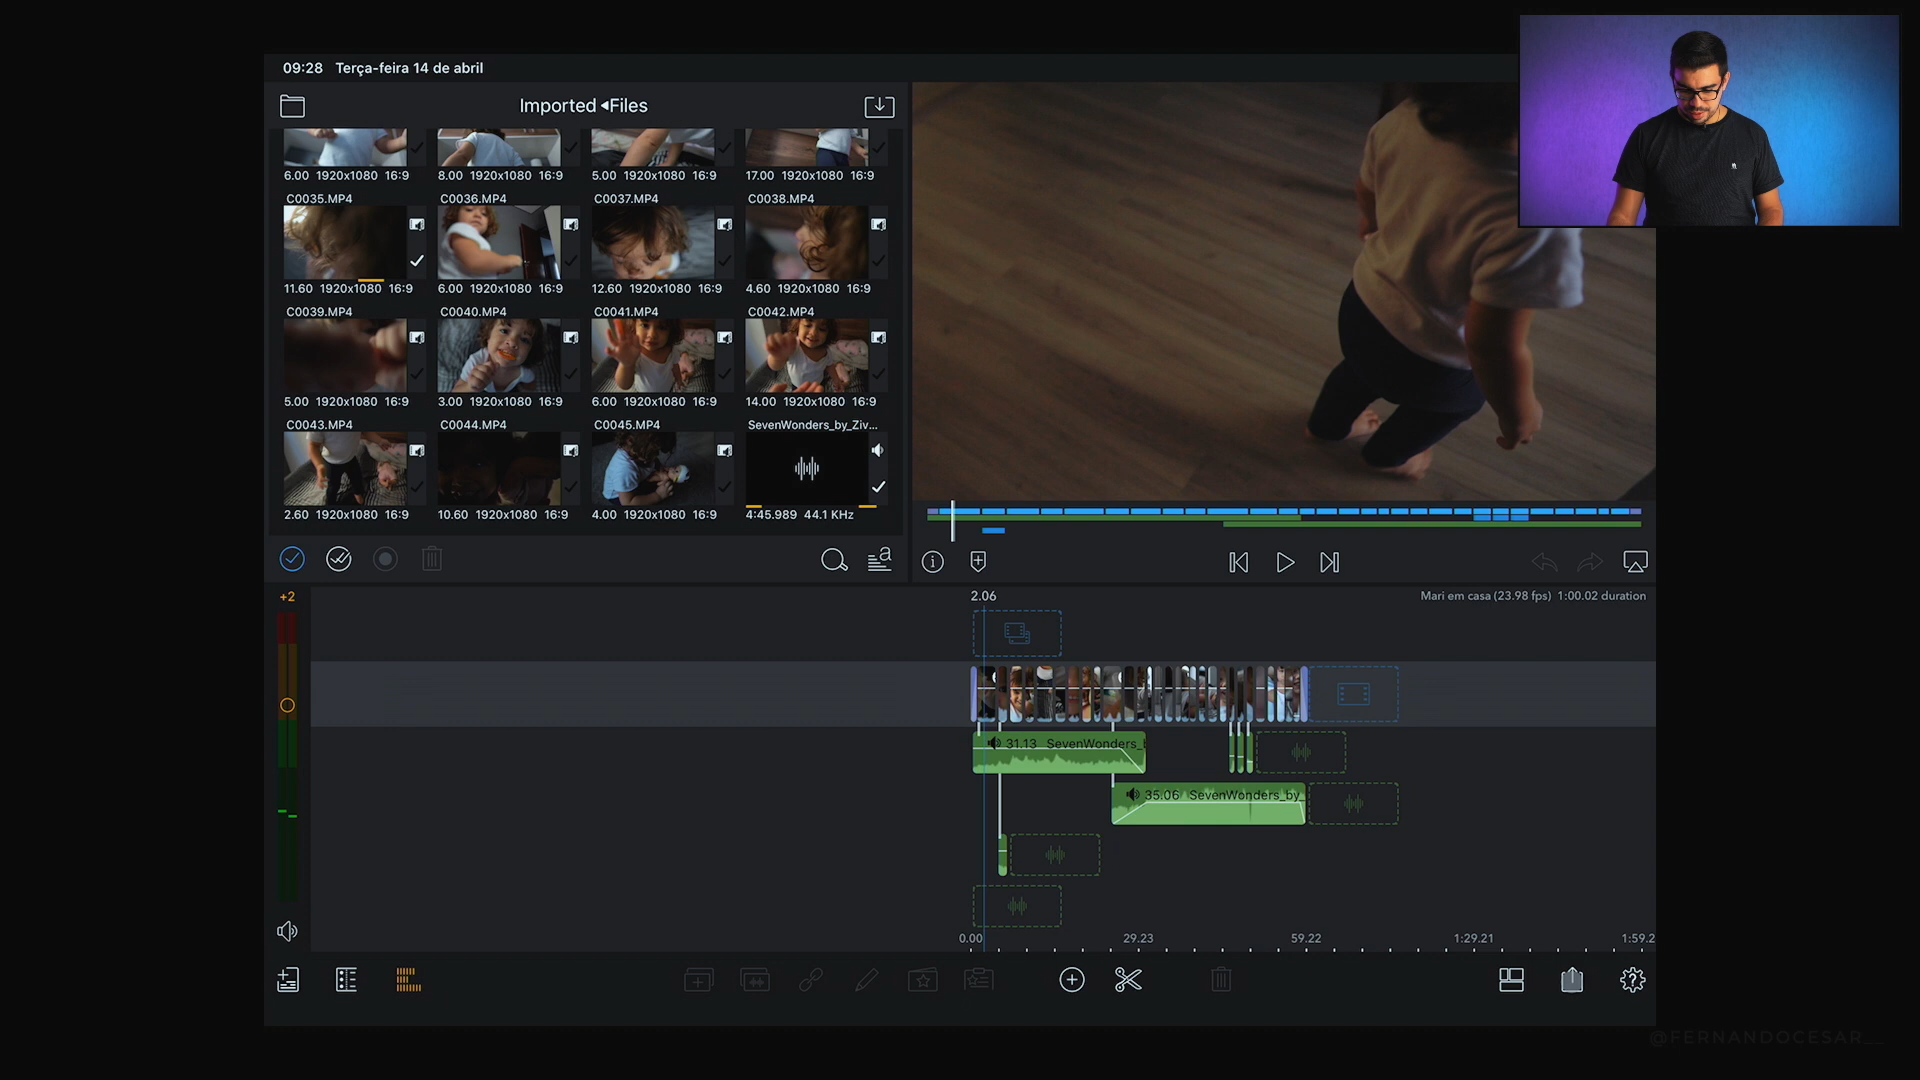 09:28 Terça-feira 14 de abril
Imported ◂Files
6.00 1920x1080 16:9
8.00 1920x1080 16:9
5.00 1920x1080 16:9
17.00 1920x1080 16:9
C0035.MP4
C0036.MP4
C0037.MP4
C0038.MP4
11.60 1920x1080 16:9
6.00 1920x1080 16:9
12.60 1920x1080 16:9
4.60 1920x1080 16:9
C0039.MP4
C0040.MP4
C0041.MP4
C0042.MP4
5.00 1920x1080 16:9
3.00 1920x1080 16:9
6.00 1920x1080 16:9
14.00 1920x1080 16:9
C0043.MP4
C0044.MP4
C0045.MP4
SevenWonders_by_Ziv...
2.60 1920x1080 16:9
10.60 1920x1080 16:9
4.00 1920x1080 16:9
4:45.989 44.1 KHz
+2
2.06
Mari em casa (23.98 fps) 1:00.02 duration
31.13 SevenWonders_
35.06 SevenWonders_by_
0.00
29.23
59.22
1:29.21
1:59.2
@FERNANDOCESAR__